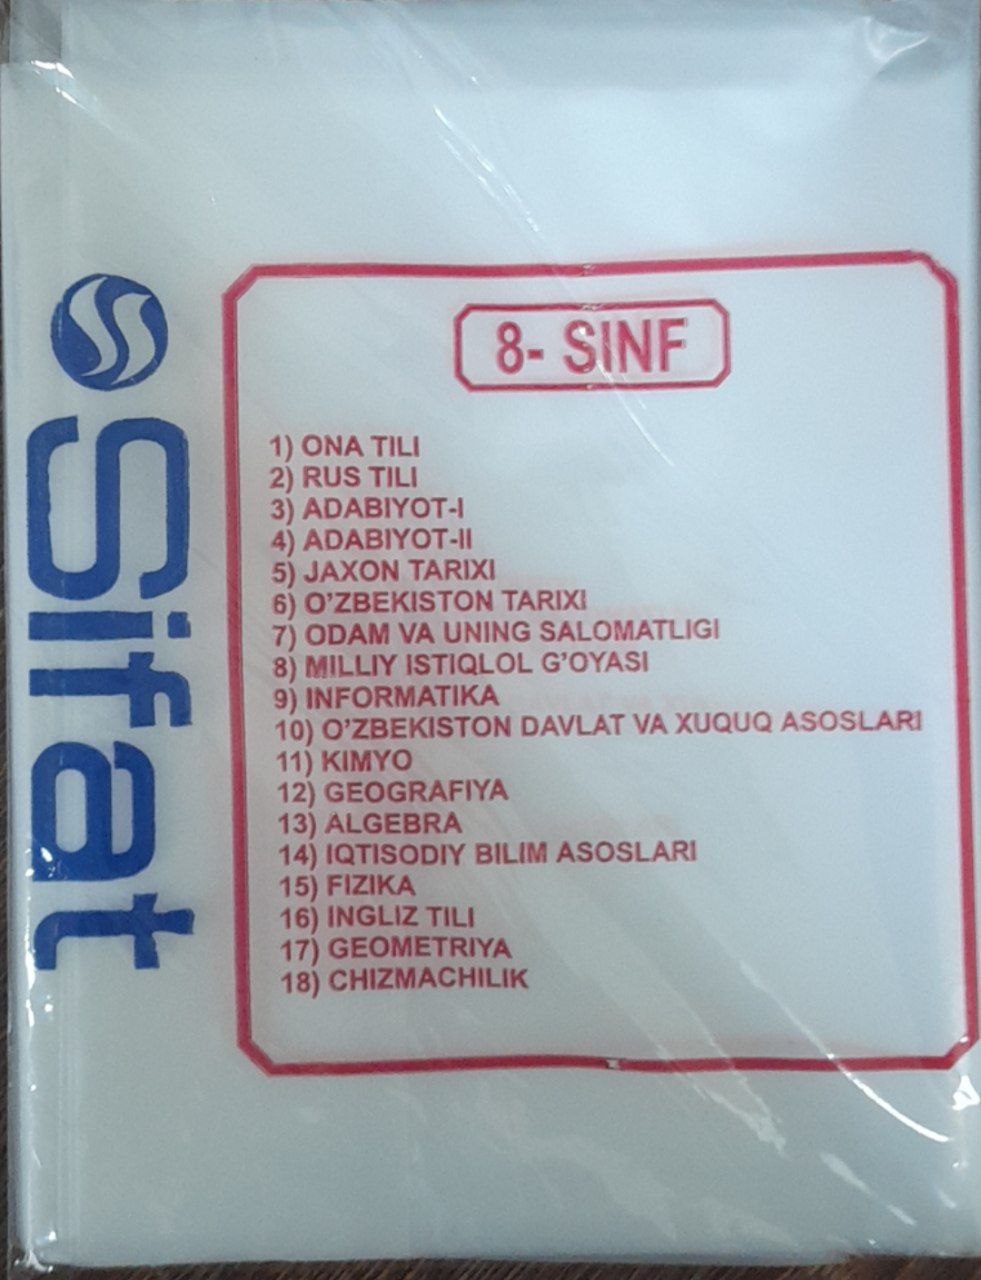 Sifat
8- SINF
1) ONA TILI
2) RUS TILI
3) ADABIYOT-I
4) ADABIYOT-II
5) JAXON TARIXI
6) O'ZBEKISTON TARIXI
7) ODAM VA UNING SALOMATLIGI
8) MILLIY ISTIQLOL G'OYASI
9) INFORMATIKA
10) O'ZBEKISTON DAVLAT VA XUQUQ ASOSLARI
11) KIMYO
12) GEOGRAFIYA
13) ALGEBRA
14) IQTISODIY BILIM ASOSLARI
15) FIZIKA
16) INGLIZ TILI
17) GEOMETRIYA
18) CHIZMACHILIK